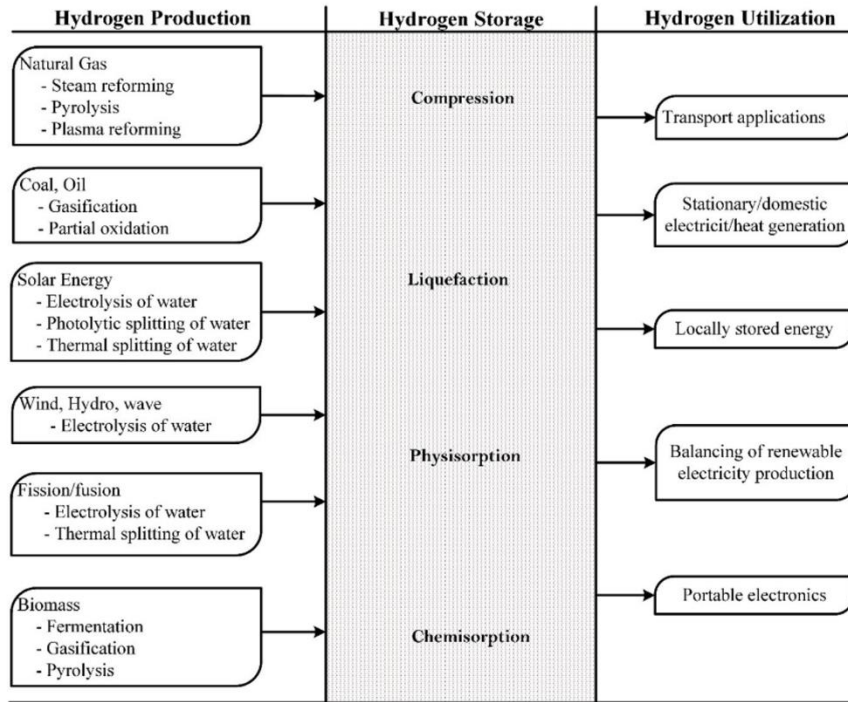 Hydrogen Production
Natural Gas
- Steam reforming
- Pyrolysis
- Plasma reforming
Coal, Oil
- Gasification
- Partial oxidation
Solar Energy
- Electrolysis of water
- Photolytic splitting of water
- Thermal splitting of water
Wind, Hydro, wave
- Electrolysis of water
Fission/fusion
- Electrolysis of water
- Thermal splitting of water
Biomass
- Fermentation
- Gasification
- Pyrolysis
Hydrogen Storage
Compression
Liquefaction
Physisorption
Chemisorption
Hydrogen Utilization
Transport applications
Stationary/domestic
electricit/heat generation
Locally stored energy
Balancing of renewable
electricity production
Portable electronics